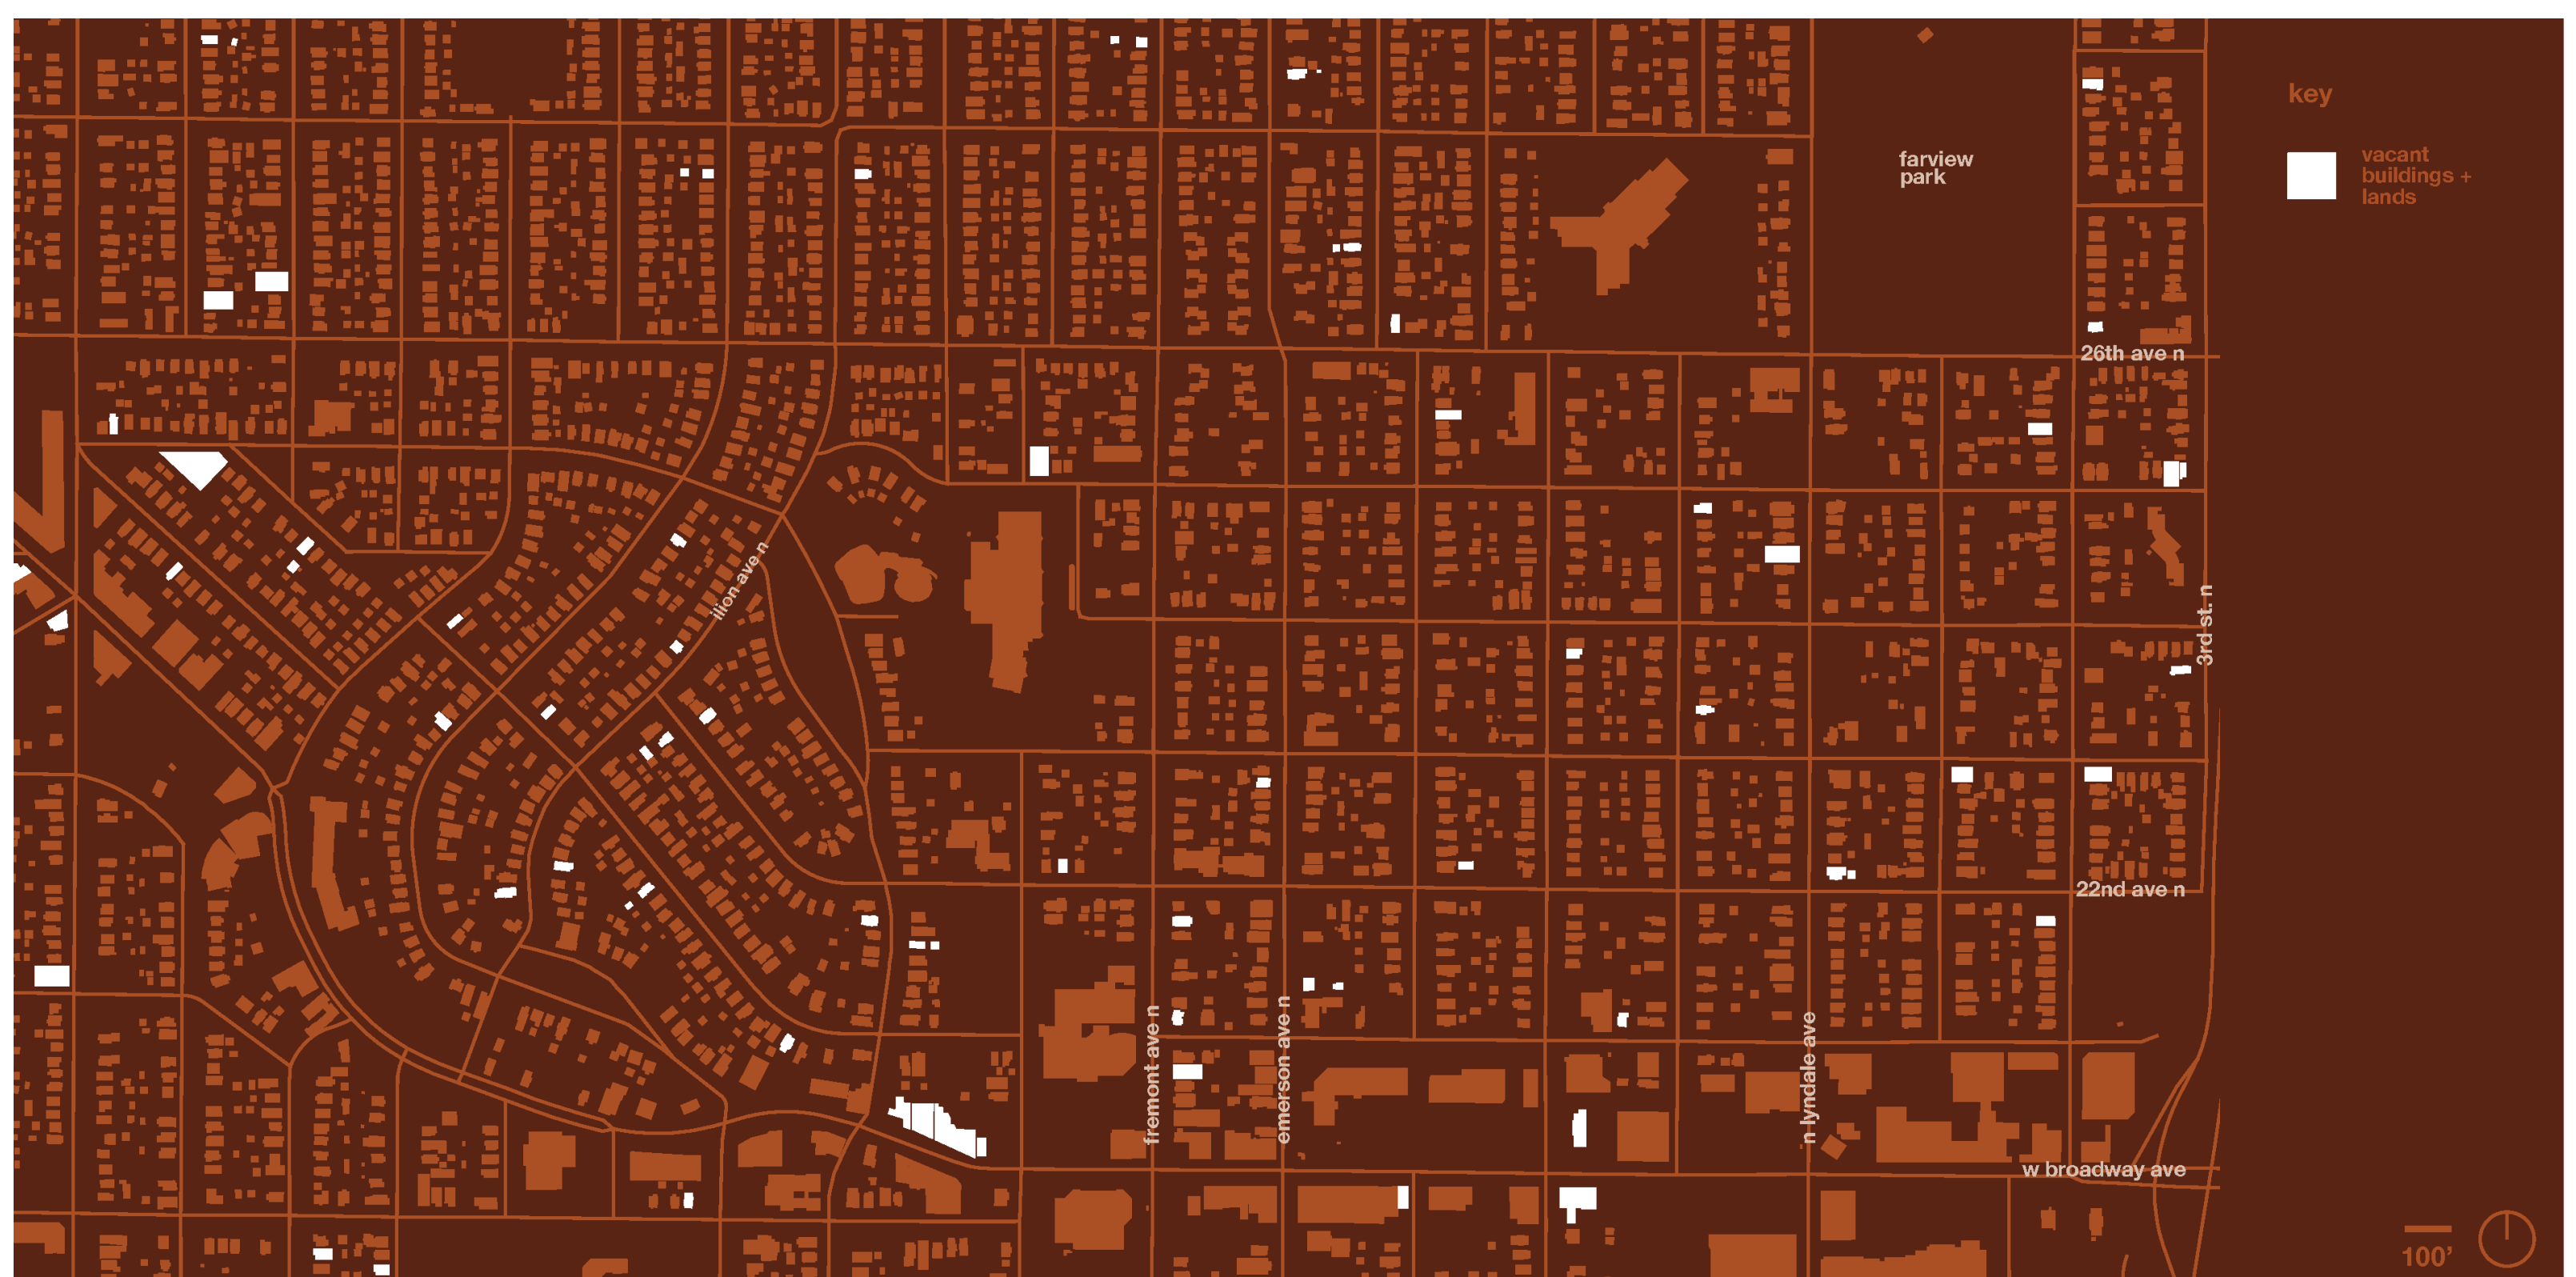 key
farview
park
vacant
buildings +
lands
26th ave n
ilion ave n
3rd st. n
22nd ave n
fremont ave n
emerson ave n
n lyndale ave
w broadway ave
100’